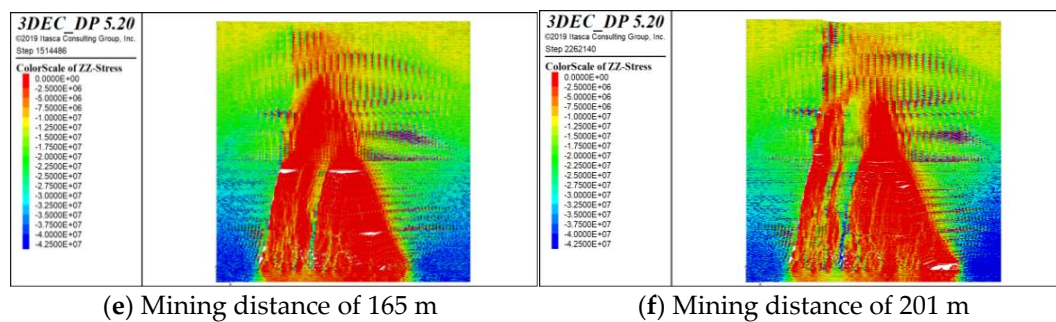 3DEC_DP 5.20
©2019 Itasca Consulting Group, Inc.
Step 1514486
ColorScale of ZZ-Stress
0.0000E+00
-2.5000E+06
-5.0000E+06
-7.5000E+06
-1.0000E+07
-1.2500E+07
-1.5000E+07
-1.7500E+07
-2.0000E+07
-2.2500E+07
-2.5000E+07
-2.7500E+07
-3.0000E+07
-3.2500E+07
-3.5000E+07
-3.7500E+07
-4.0000E+07
-4.2500E+07
(e) Mining distance of 165 m
3DEC_DP 5.20
©2019 Itasca Consulting Group, Inc.
Step 2262140
ColorScale of ZZ-Stress
0.0000E+00
-2.5000E+06
-5.0000E+06
-7.5000E+06
-1.0000E+07
-1.2500E+07
-1.5000E+07
-1.7500E+07
-2.0000E+07
-2.2500E+07
-2.5000E+07
-2.7500E+07
-3.0000E+07
-3.2500E+07
-3.5000E+07
-3.7500E+07
-4.0000E+07
-4.2500E+07
(f) Mining distance of 201 m